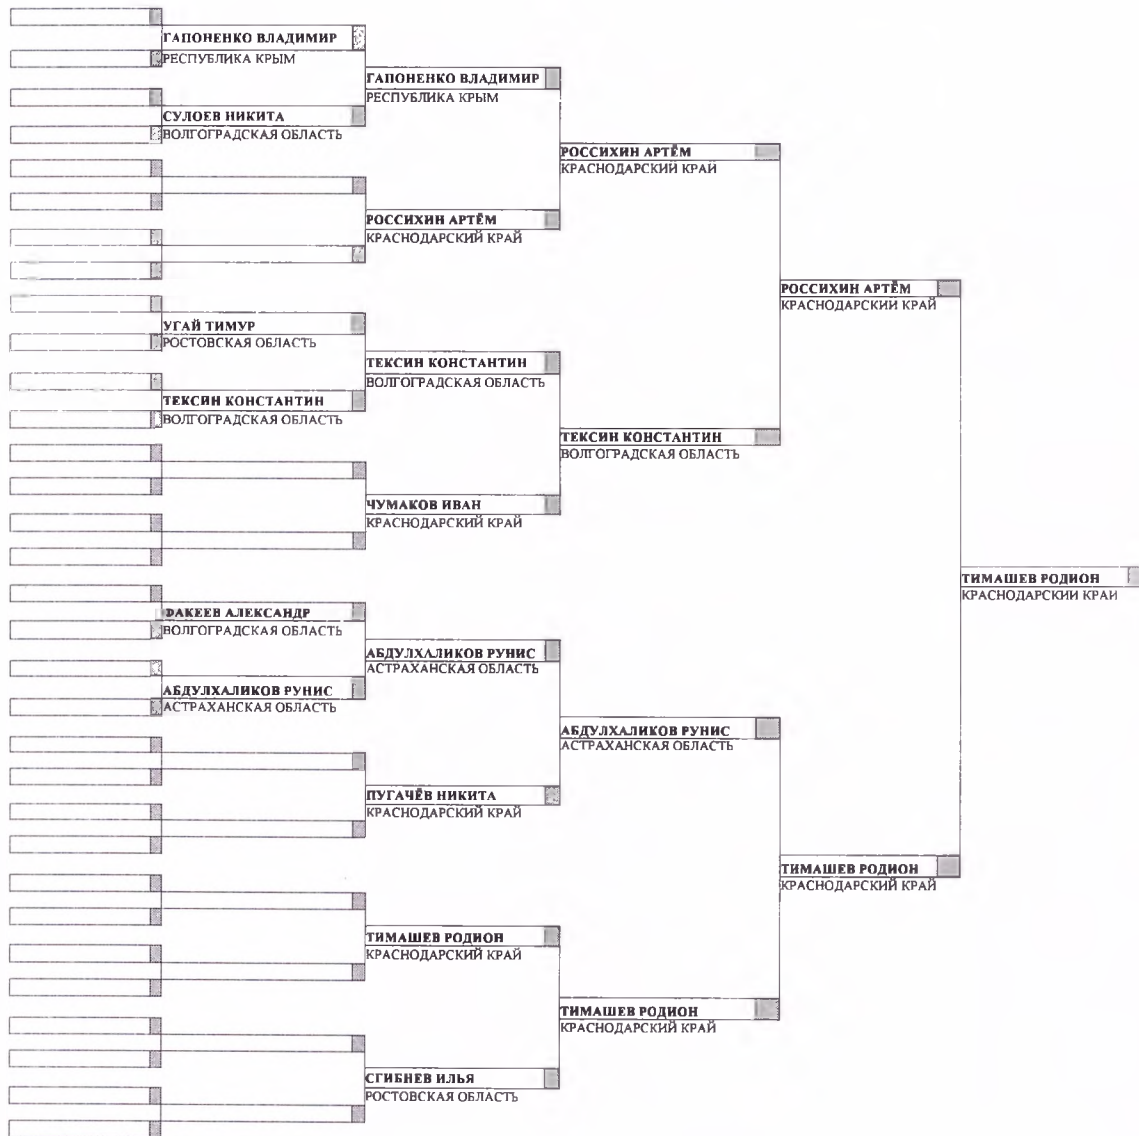 ГАПОНЕНКО ВЛАДИМИР
РЕСПУБЛИКА КРЫМ
ГАПОНЕНКО ВЛАДИМИР
РЕСПУБЛИКА КРЫМ
СУЛОЕВ НИКИТА
ВОЛГОГРАДСКАЯ ОБЛАСТЬ
РОССИХИН АРТЁМ
КРАСНОДАРСКИЙ КРАЙ
РОССИХИН АРТЁМ
КРАСНОДАРСКИЙ КРАЙ
РОССИХИН АРТЁМ
КРАСНОДАРСКИЙ КРАЙ
УГАЙ ТИМУР
РОСТОВСКАЯ ОБЛАСТЬ
ТЕКСИН КОНСТАНТИН
ВОЛГОГРАДСКАЯ ОБЛАСТЬ
ТЕКСИН КОНСТАНТИН
ВОЛГОГРАДСКАЯ ОБЛАСТЬ
ТЕКСИН КОНСТАНТИН
ВОЛГОГРАДСКАЯ ОБЛАСТЬ
ЧУМАКОВ ИВАН
КРАСНОДАРСКИЙ КРАЙ
ТИМАШЕВ РОДИОН
КРАСНОДАРСКИЙ КРАЙ
ФАКЕЕВ АЛЕКСАНДР
ВОЛГОГРАДСКАЯ ОБЛАСТЬ
АБДУЛХАЛИКОВ РУНИС
АСТРАХАНСКАЯ ОБЛАСТЬ
АБДУЛХАЛИКОВ РУНИС
АСТРАХАНСКАЯ ОБЛАСТЬ
АБДУЛХАЛИКОВ РУНИС
АСТРАХАНСКАЯ ОБЛАСТЬ
ПУГАЧЁВ НИКИТА
КРАСНОДАРСКИЙ КРАЙ
ТИМАШЕВ РОДИОН
КРАСНОДАРСКИЙ КРАЙ
ТИМАШЕВ РОДИОН
КРАСНОДАРСКИЙ КРАЙ
ТИМАШЕВ РОДИОН
КРАСНОДАРСКИЙ КРАЙ
СГИБНЕВ ИЛЬЯ
РОСТОВСКАЯ ОБЛАСТЬ